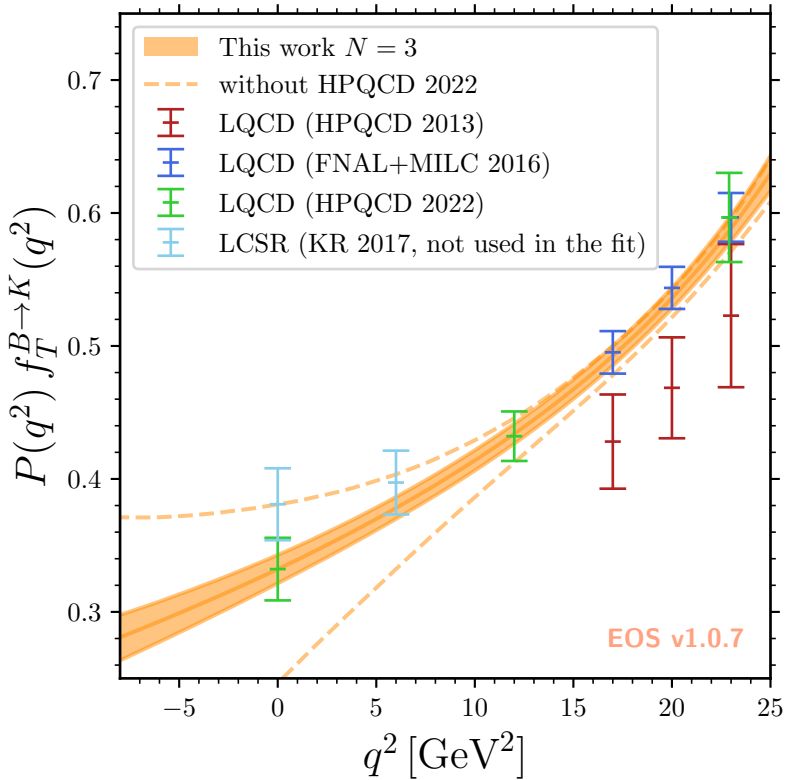 This work N = 3
without HPQCD 2022
LQCD (HPQCD 2013)
LQCD (FNAL+MILC 2016)
LQCD (HPQCD 2022)
LCSR (KR 2017, not used in the fit)
P(q²) f_T^{B→K}(q²)
0.7
0.6
0.5
0.4
0.3
EOS v1.0.7
−5 0 5 10 15 20 25
q² [GeV²]